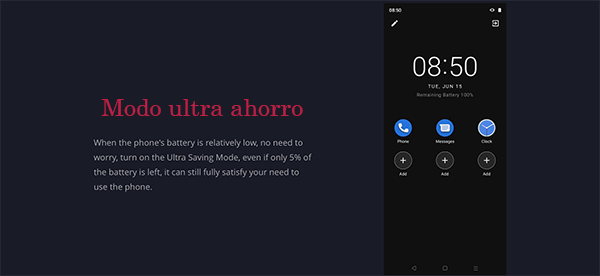 Modo ultra ahorro
When the phone's battery is relatively low, no need to
worry, turn on the Ultra Saving Mode, even if only 5% of
the battery is left, it can still fully satisfy your need to
use the phone.
08:50
08:50
TUE, JUN 15
Remaining Battery 100%
Phone Messages Clock
Add Add Add